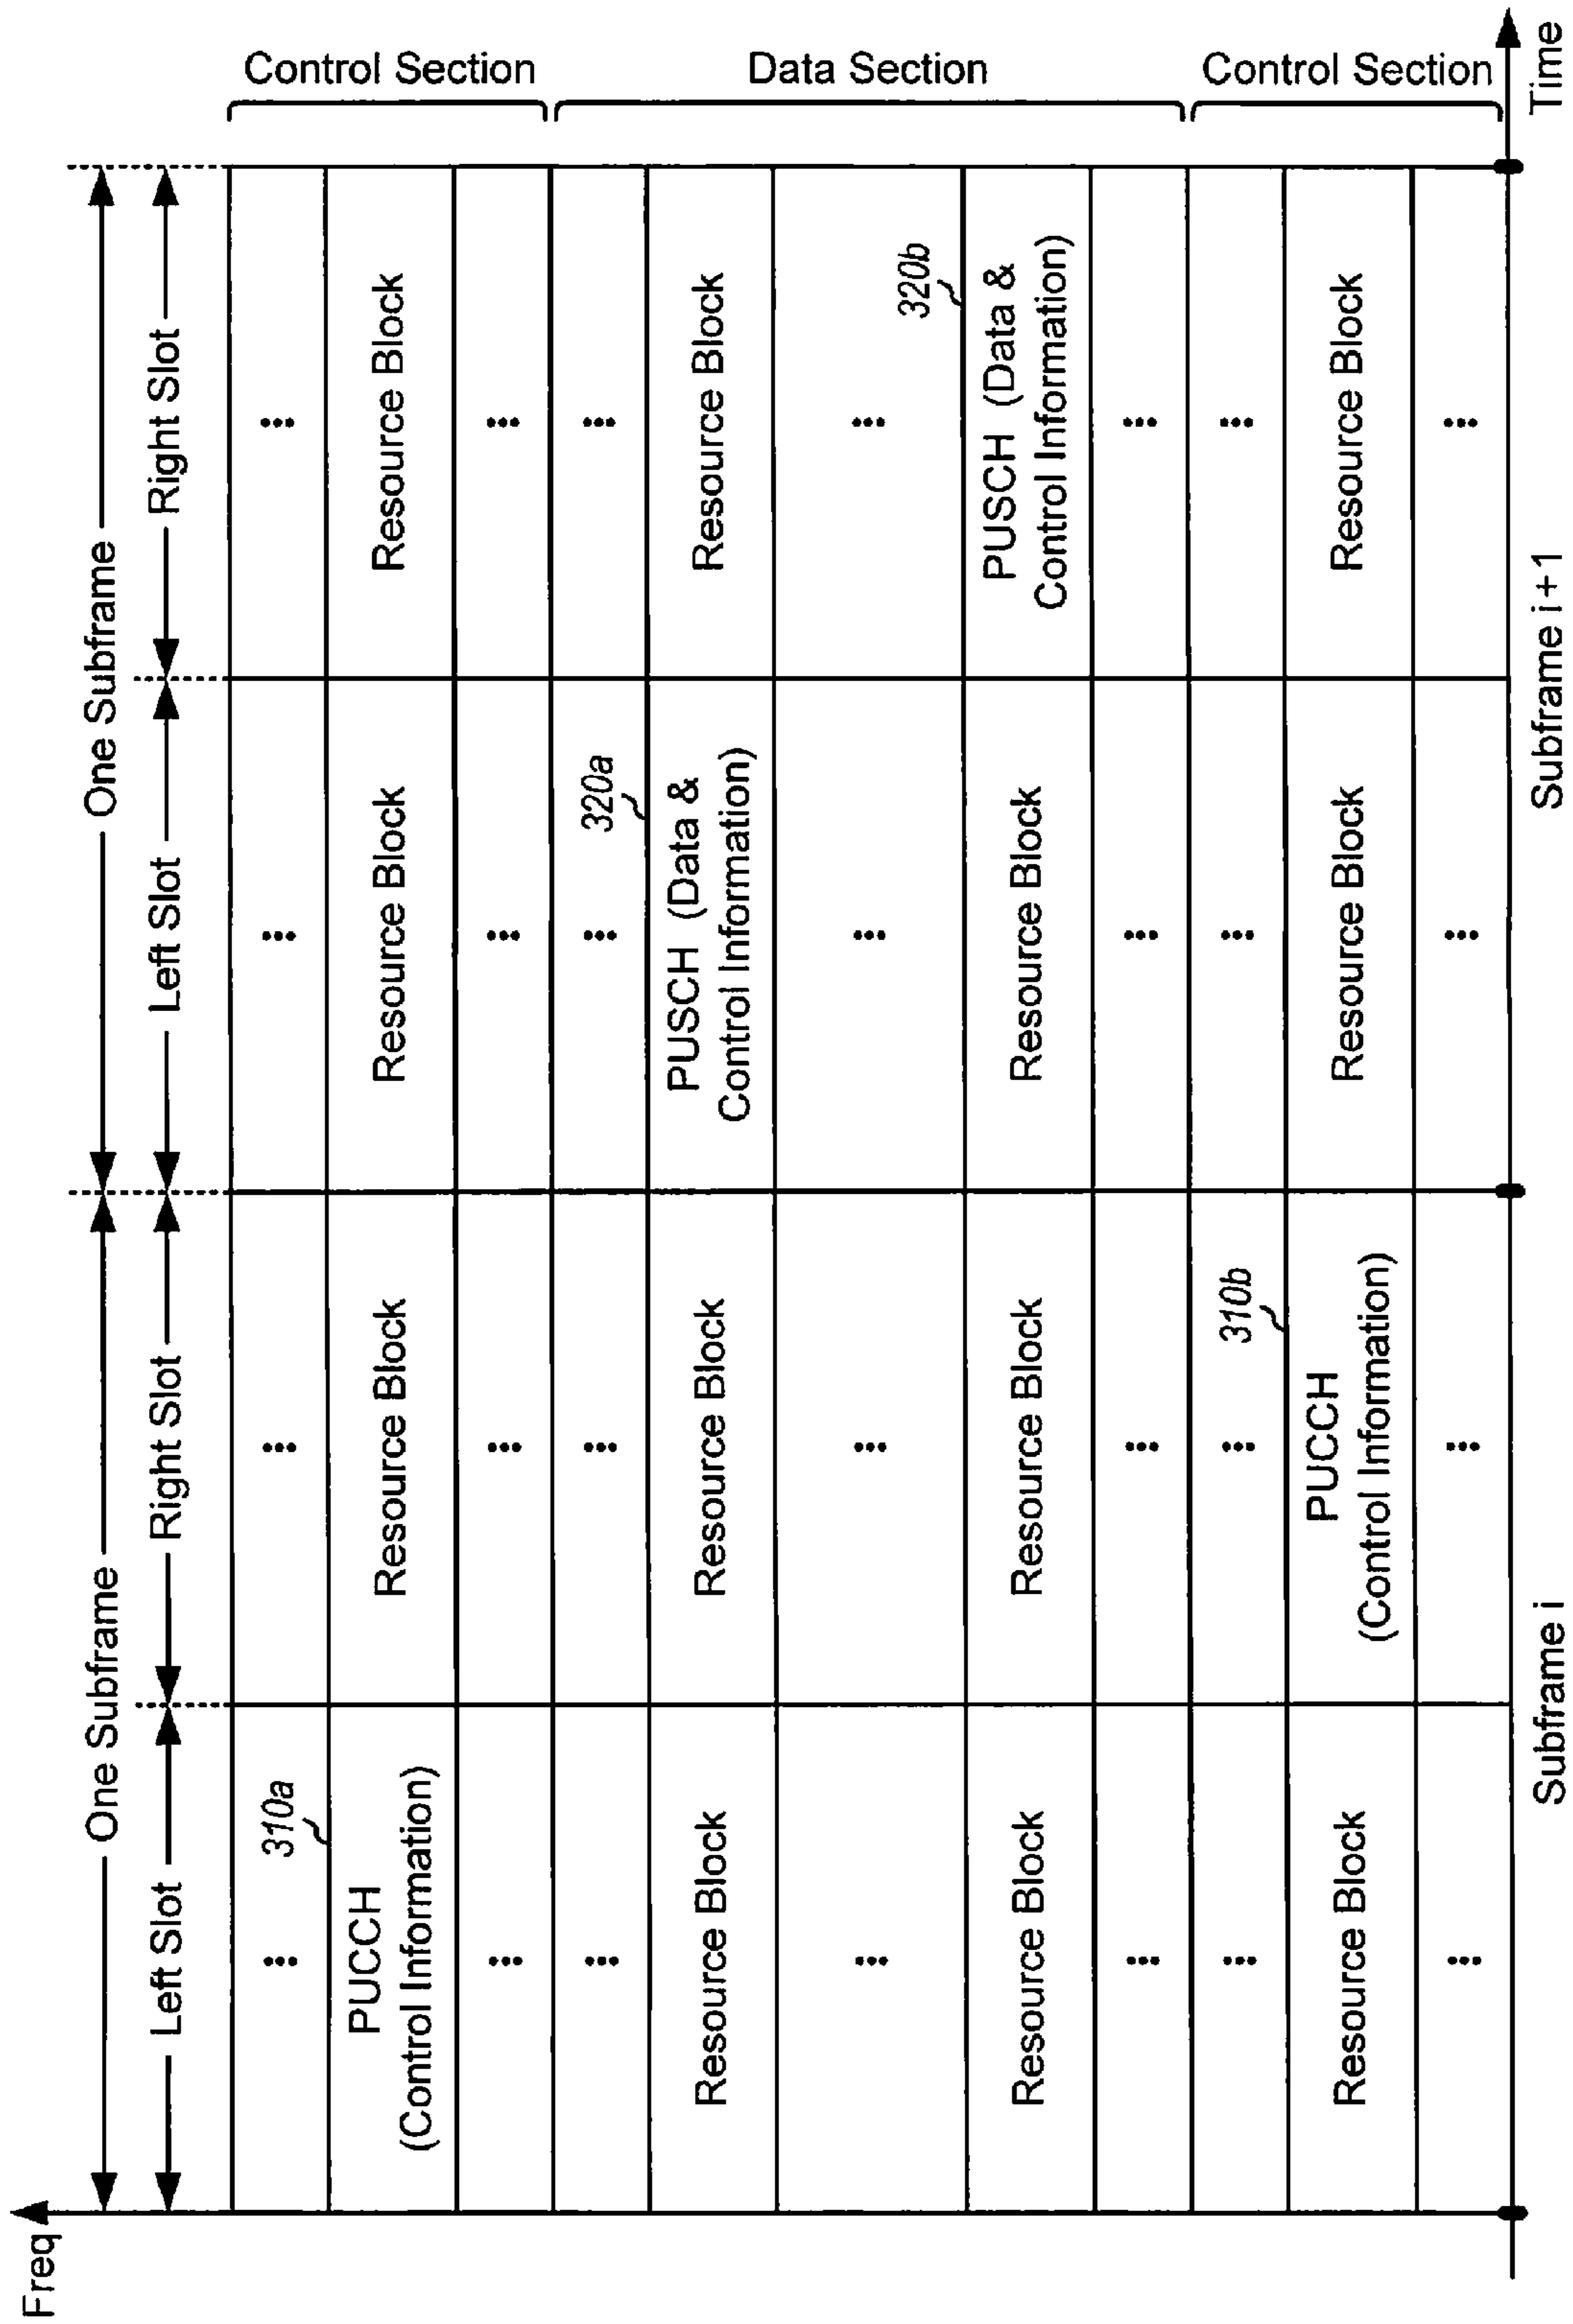 Freq
One Subframe
One Subframe
Left Slot
Right Slot
Left Slot
Right Slot
...
310a
...
...
...
PUCCH
(Control Information)
Resource Block
Resource Block
Resource Block
Control Section
...
...
...
...
...
...
320a
...
...
Resource Block
Resource Block
PUSCH (Data &
Control Information)
Resource Block
...
...
...
...
320b
Data Section
Resource Block
Resource Block
Resource Block
PUSCH (Data &
Control Information)
...
...
...
...
...
...
310b
...
...
Resource Block
PUCCH
(Control Information)
Resource Block
Resource Block
Control Section
...
...
...
...
Subframe i
Subframe i+1
Time